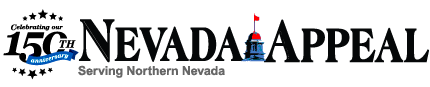 Celebrating our
150TH
anniversary
NEVADA APPEAL
Serving Northern Nevada